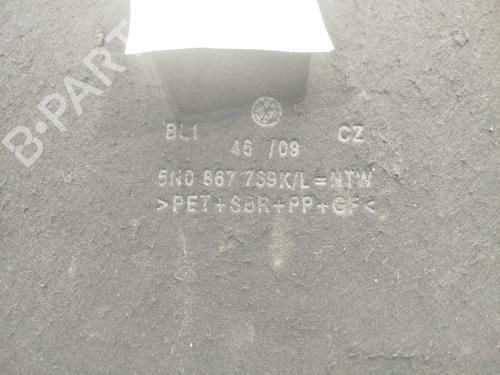 B-PARTS
BL1 CZ
46 /09
5N0 867 769K/L=NTW
>PET+SBR+PP+GF<